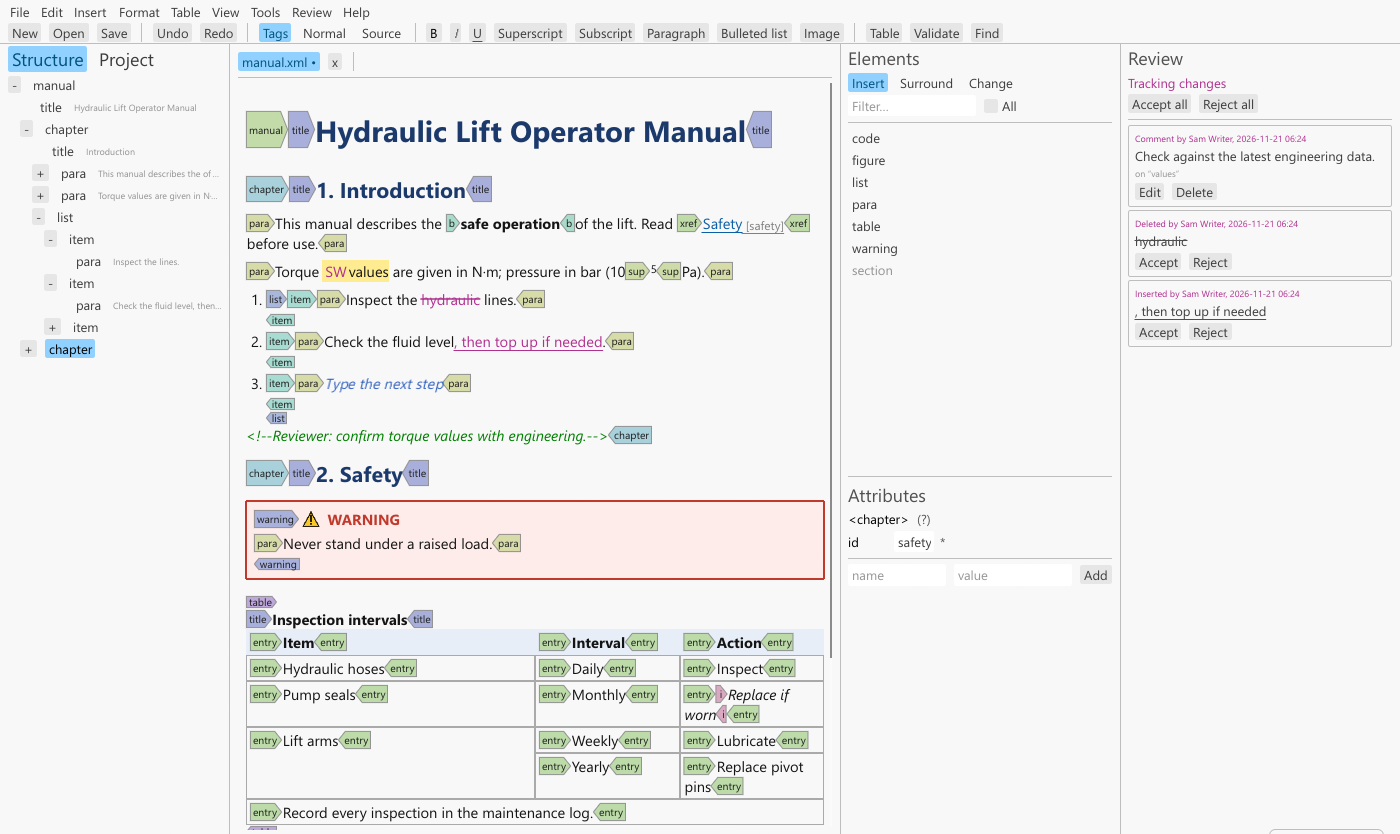 File Edit Insert Format Table View Tools Review Help
New Open Save Undo Redo Tags Normal Source B I U Superscript Subscript Paragraph Bulleted list Image Table Validate Find
Structure Project
- manual
title Hydraulic Lift Operator Manual
- chapter
title Introduction
+ para This manual describes the of ...
+ para Torque values are given in N·...
- list
- item
para Inspect the lines.
- item
para Check the fluid level, then...
+ item
+ chapter
manual.xml • x
manual title Hydraulic Lift Operator Manual title
chapter title 1. Introduction title
para This manual describes the b safe operation b of the lift. Read xref Safety [safety] xref
before use. para
para Torque SW values are given in N·m; pressure in bar (10 sup 5 sup Pa). para
1. list item para Inspect the hydraulic lines. para
item
2. item para Check the fluid level, then top up if needed. para
item
3. item para Type the next step para
item
list
<!--Reviewer: confirm torque values with engineering.--> chapter
chapter title 2. Safety title
warning ⚠ WARNING
para Never stand under a raised load. para
warning
table
title Inspection intervals title
entry Item entry entry Interval entry entry Action entry
entry Hydraulic hoses entry entry Daily entry entry Inspect entry
entry Pump seals entry entry Monthly entry entry i Replace if
worn i entry
entry Lift arms entry entry Weekly entry entry Lubricate entry
entry Yearly entry entry Replace pivot
pins entry
entry Record every inspection in the maintenance log. entry
Elements
Insert Surround Change
Filter... All
code
figure
list
para
table
warning
section
Attributes
<chapter> (?)
id safety *
name value Add
Review
Tracking changes
Accept all Reject all
Comment by Sam Writer, 2026-11-21 06:24
Check against the latest engineering data.
on "values"
Edit Delete
Deleted by Sam Writer, 2026-11-21 06:24
hydraulic
Accept Reject
Inserted by Sam Writer, 2026-11-21 06:24
, then top up if needed
Accept Reject